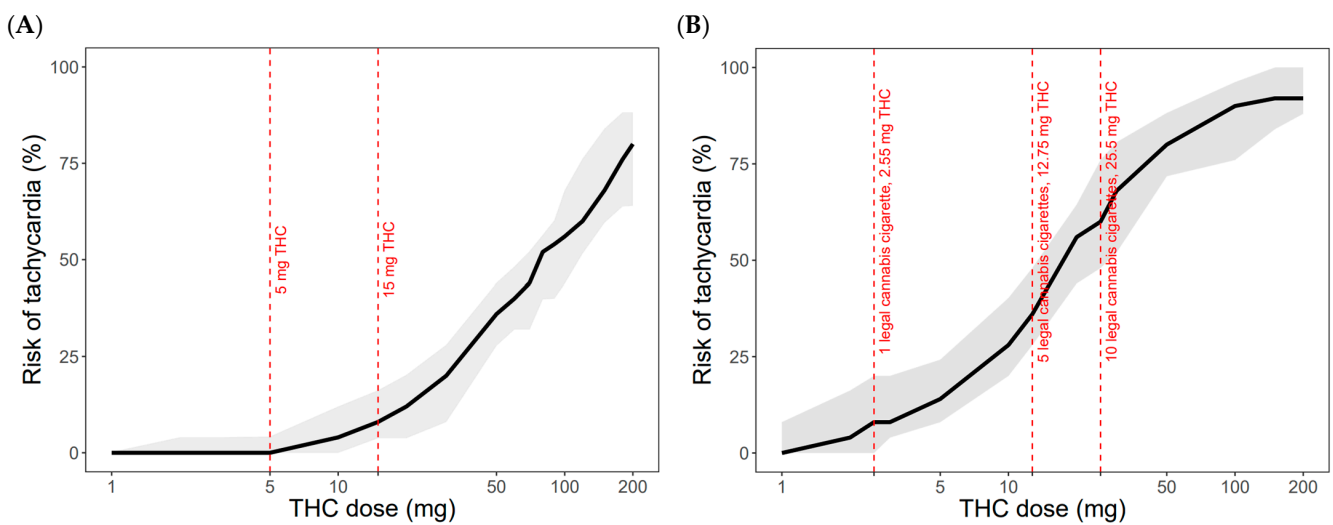 (A)
Risk of tachycardia (%)
100
75
50
25
0
5 mg THC
15 mg THC
1
5
10
50
100
200
THC dose (mg)
(B)
Risk of tachycardia (%)
100
75
50
25
0
1 legal cannabis cigarette, 2.55 mg THC
5 legal cannabis cigarettes, 12.75 mg THC
10 legal cannabis cigarettes, 25.5 mg THC
1
5
10
50
100
200
THC dose (mg)